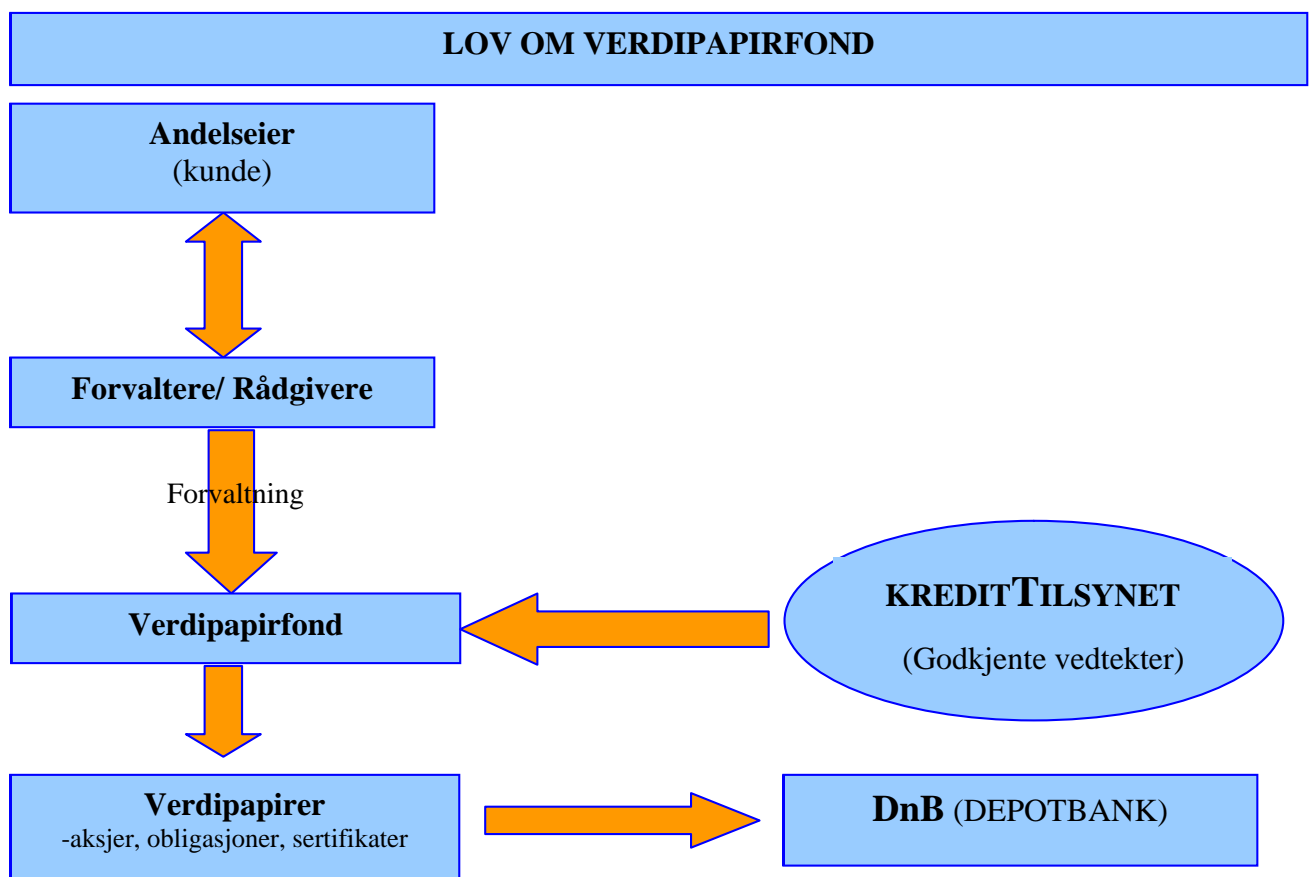 LOV OM VERDIPAPIRFOND
Andelseier
(kunde)
Forvaltere/ Rådgivere
Forvaltning
Verdipapirfond
KREDITTILSYNET
(Godkjente vedtekter)
Verdipapirer
-aksjer, obligasjoner, sertifikater
DnB (DEPOTBANK)